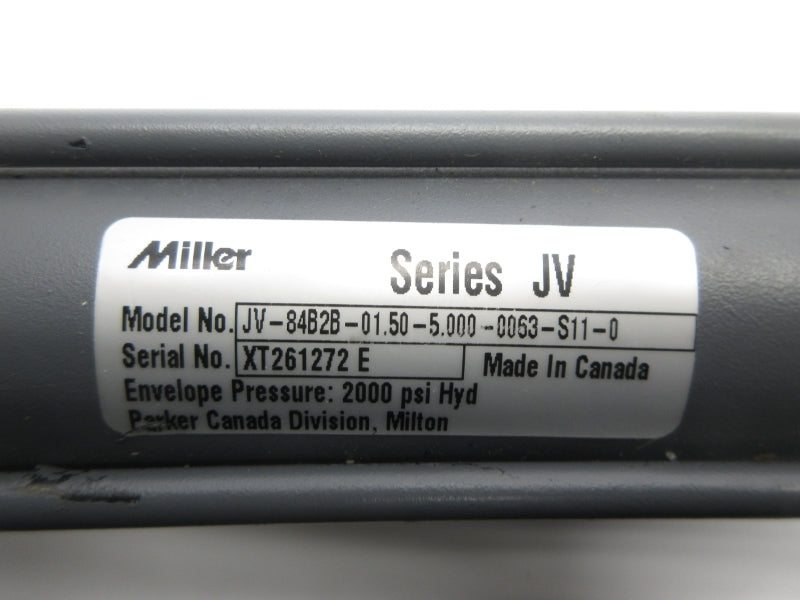 Miller
Series JV
Model No. JV-84B2B-01.50-5.000-0063-S11-0
Serial No. XT261272 E Made In Canada
Envelope Pressure: 2000 psi Hyd
Parker Canada Division, Milton